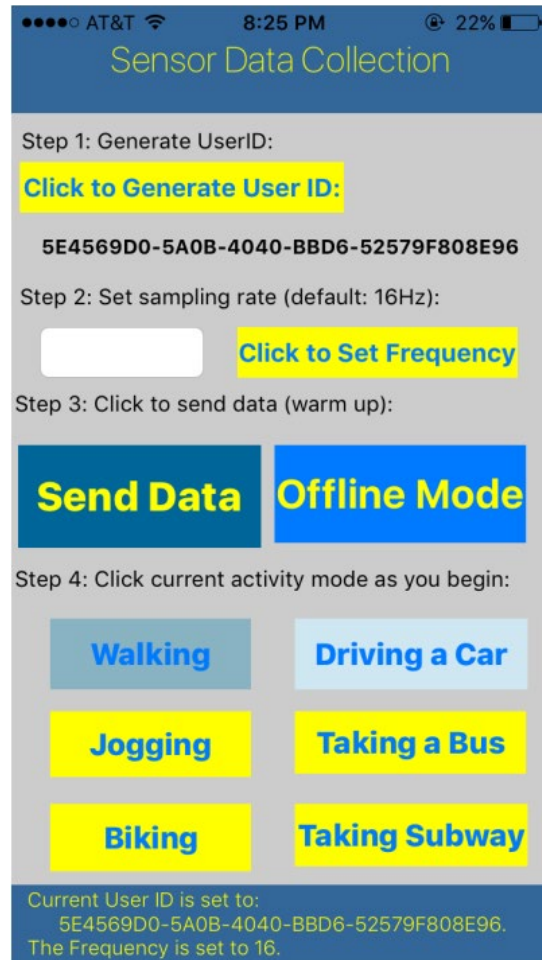 AT&T 8:25 PM 22%
Sensor Data Collection
Step 1: Generate UserID:
Click to Generate User ID:
5E4569D0-5A0B-4040-BBD6-52579F808E96
Step 2: Set sampling rate (default: 16Hz):
Click to Set Frequency
Step 3: Click to send data (warm up):
Send Data Offline Mode
Step 4: Click current activity mode as you begin:
Walking Driving a Car
Jogging Taking a Bus
Biking Taking Subway
Current User ID is set to:
5E4569D0-5A0B-4040-BBD6-52579F808E96.
The Frequency is set to 16.